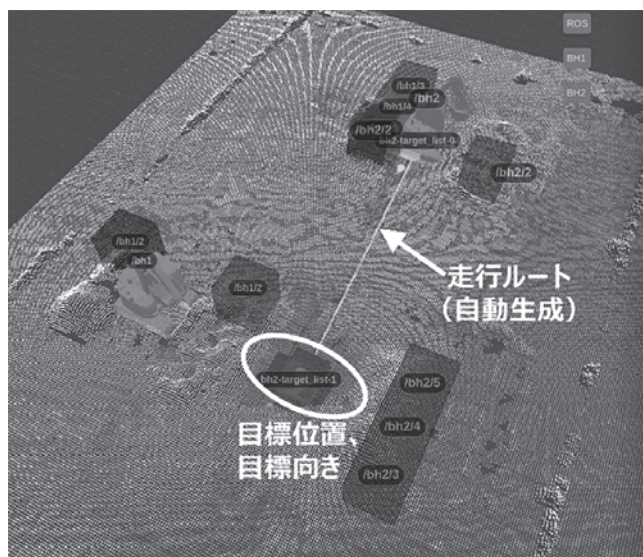 ROS
BH1
BH2
/bh1/3
/bh1/4
/bh2
/bh2/2
bh2-target_list-0
/bh2/2
/bh1/2
/bh1
/bh1/2
走行ルート
（自動生成）
bh2-target_list-1
目標位置、
目標向き
/bh2/5
/bh2/4
/bh2/3